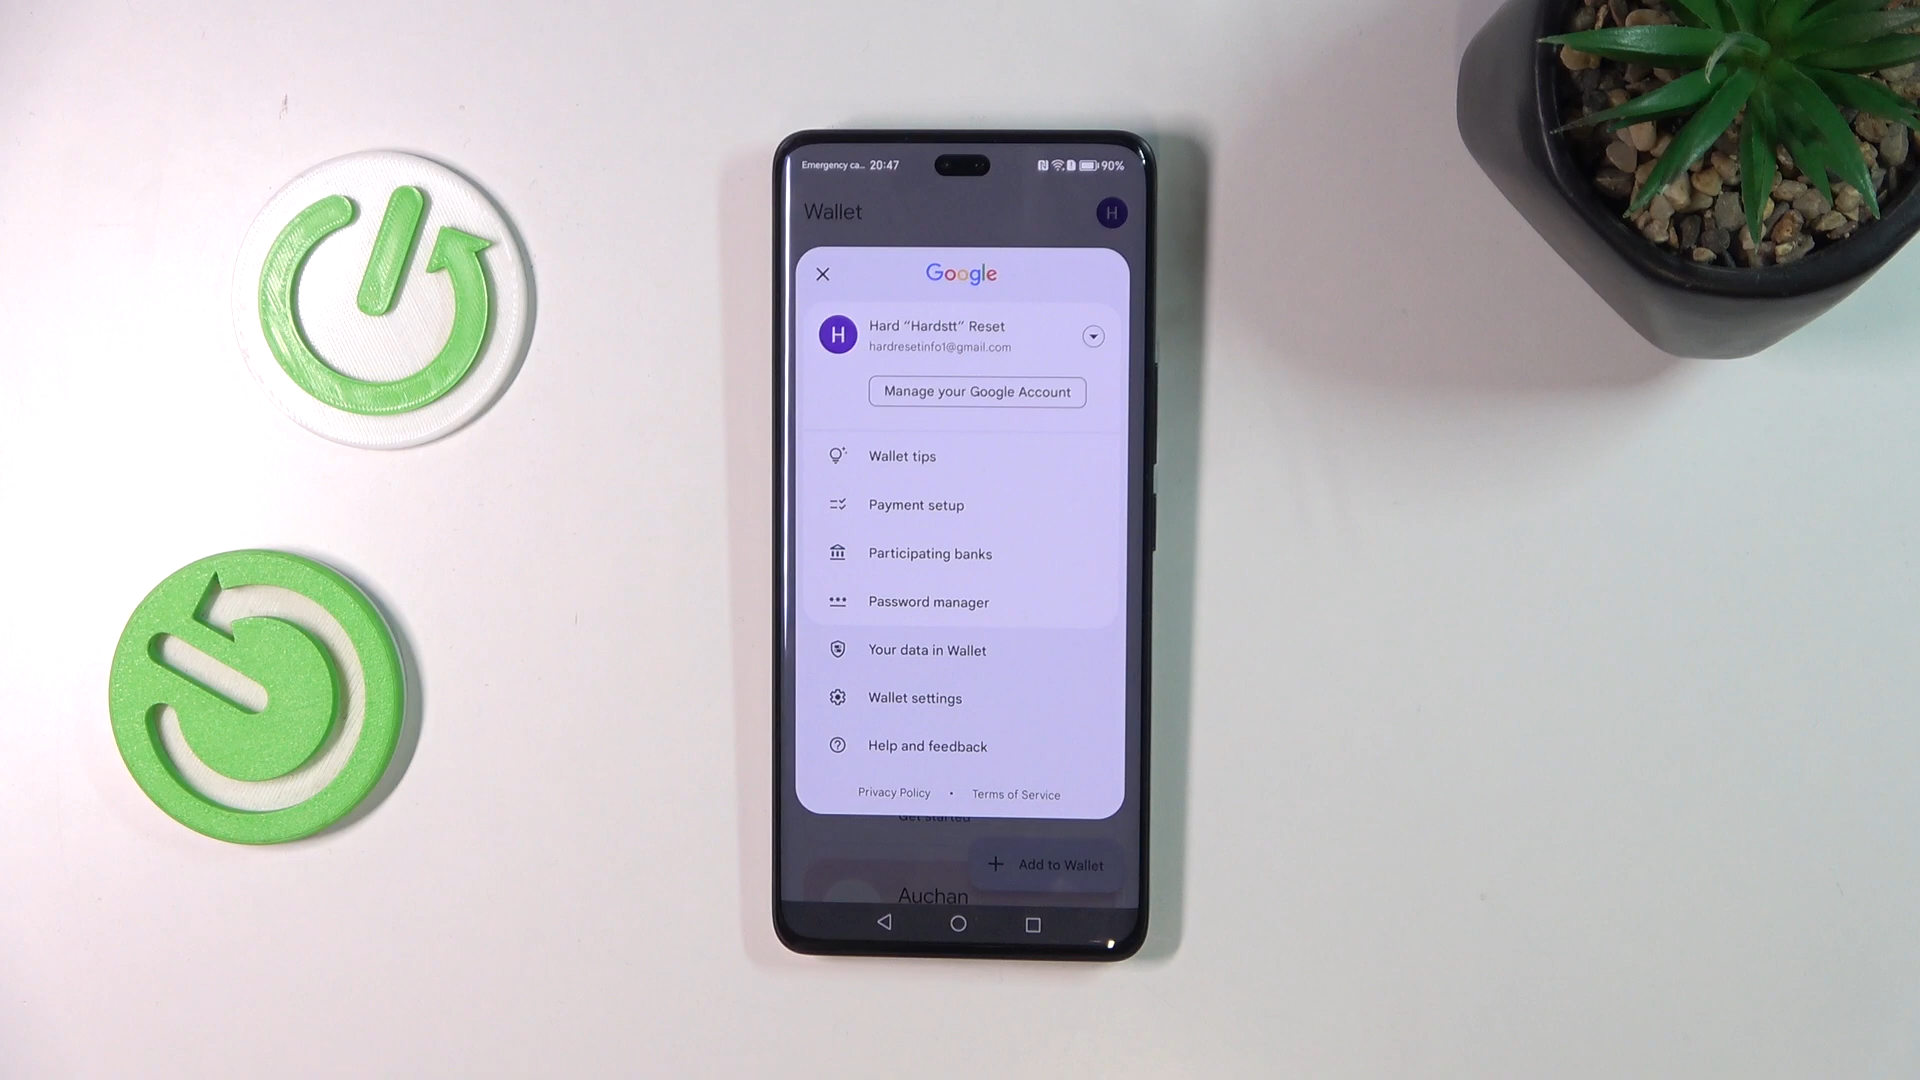 Emergency ca... 20:47 90%
Wallet H
Google
H Hard “Hardstt” Reset
hardresetinfo1@gmail.com
Manage your Google Account
Wallet tips
Payment setup
Participating banks
Password manager
Your data in Wallet
Wallet settings
Help and feedback
Privacy Policy • Terms of Service
Get started
+ Add to Wallet
Auchan